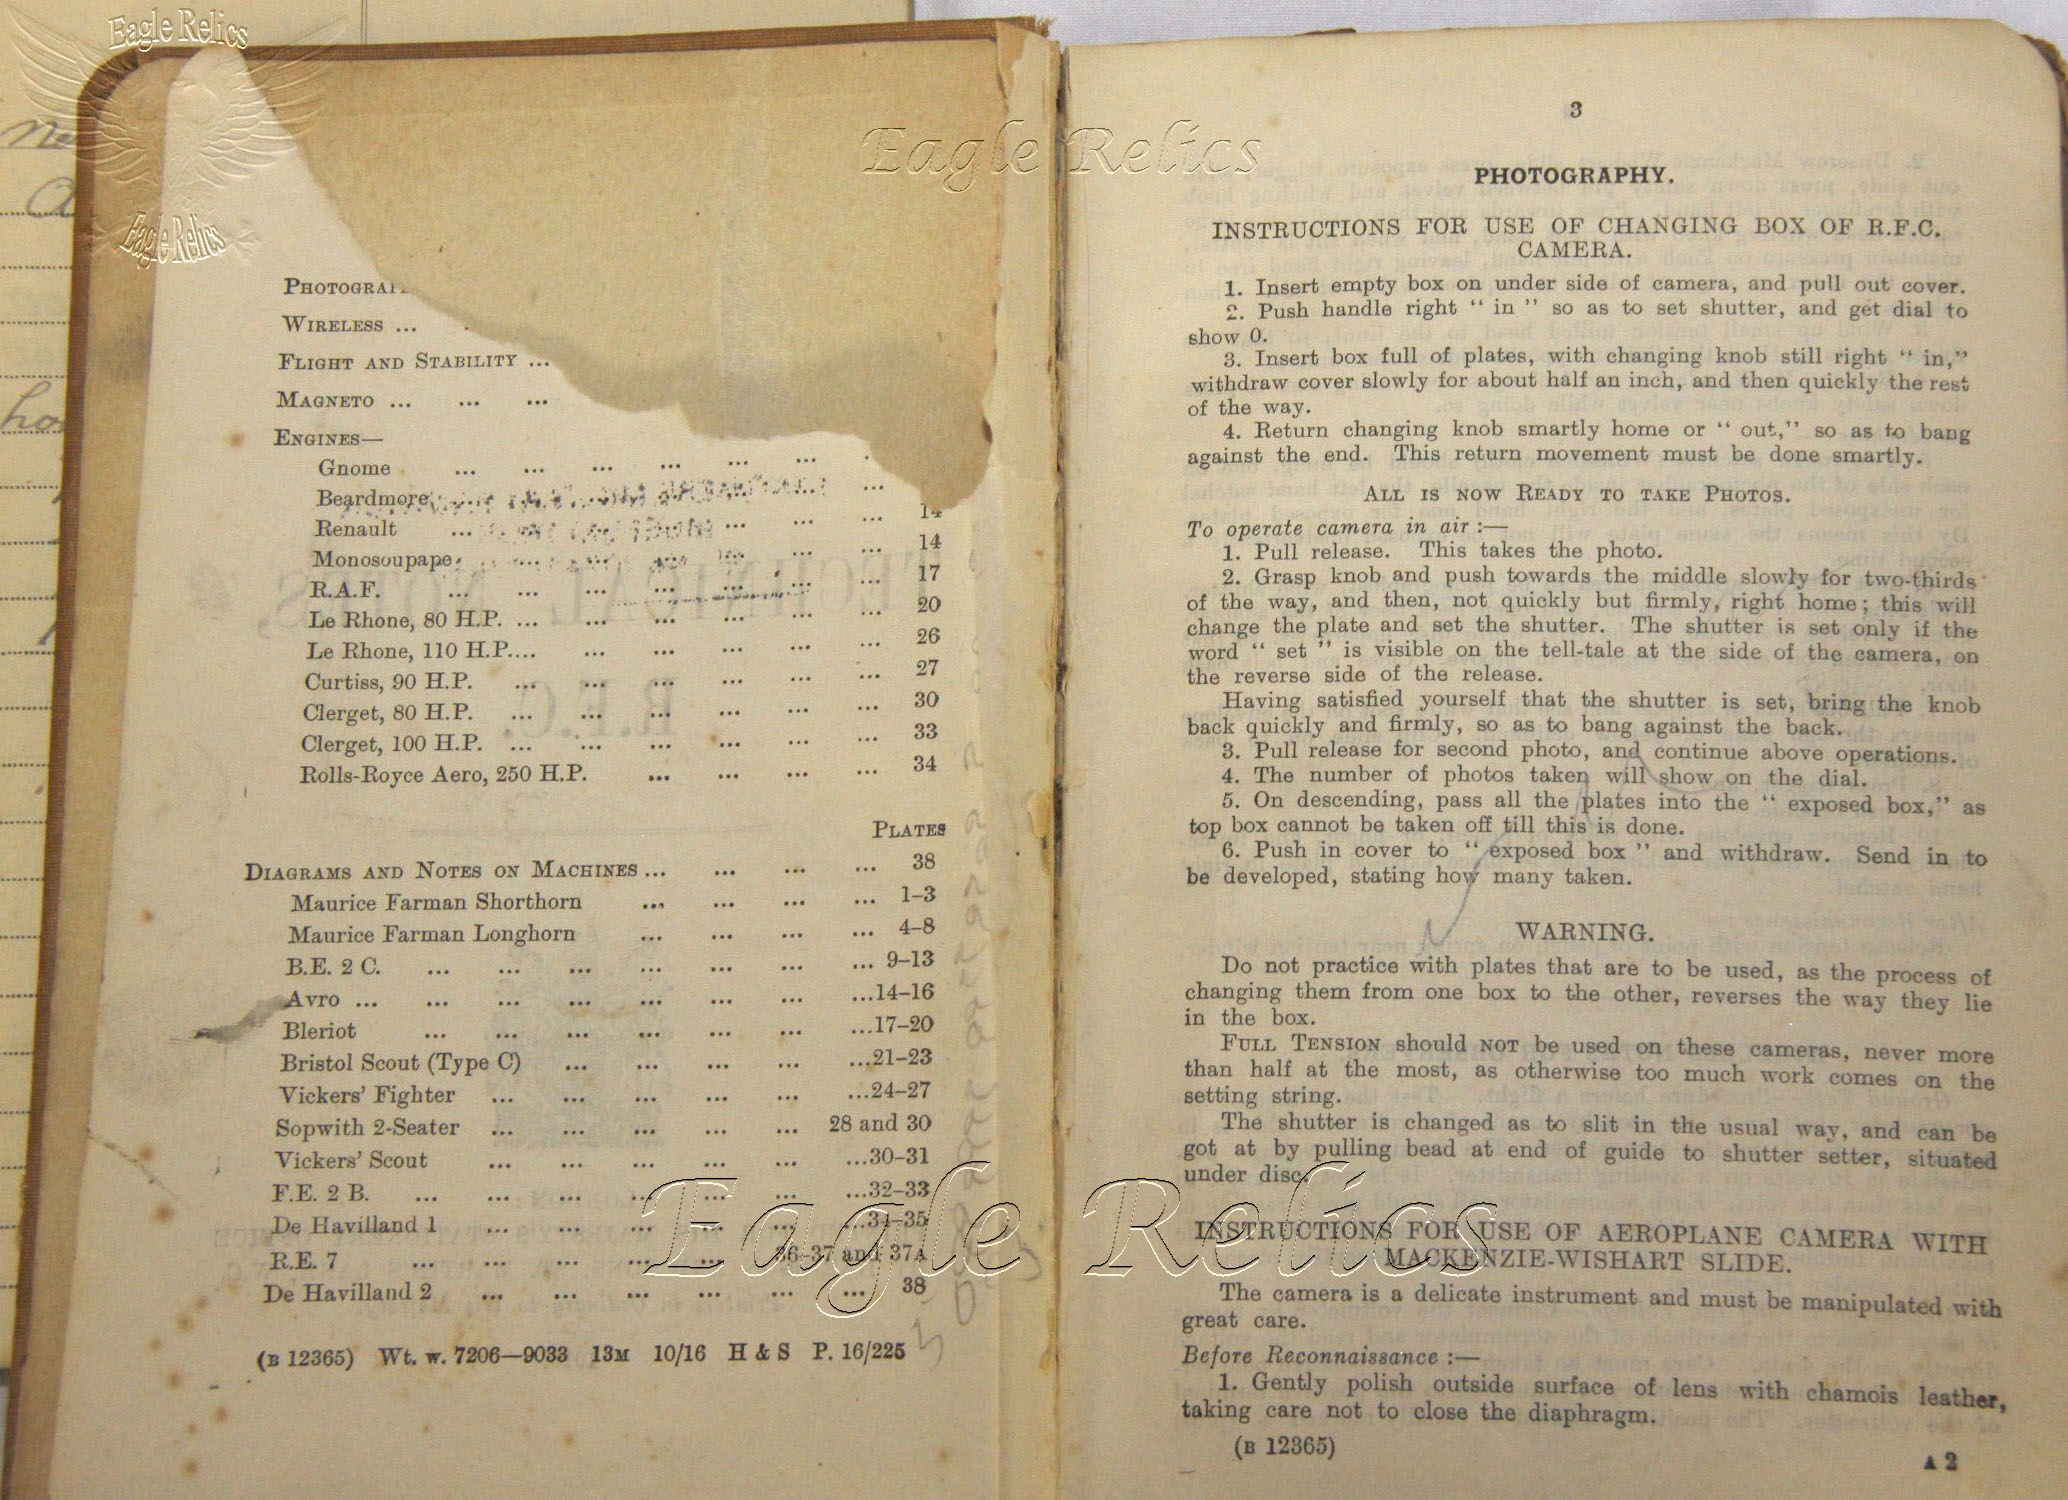 Eagle Relics
Eagle Relics
Eagle Relics
PHOTOGRAP
WIRELESS ...
FLIGHT AND STABILITY ...
MAGNETO ... ... ...
ENGINES—
Gnome ... ... ... ... ... ...
Beardmore ... ...
Renault ... ... ... ... 14
Monosoupape ... ... ... 14
R.A.F. ... ... ... ... ... ... ... 17
Le Rhone, 80 H.P. ... ... ... ... ... ... 20
Le Rhone, 110 H.P.... ... ... ... ... ... 26
Curtiss, 90 H.P. ... ... ... ... ... ... 27
Clerget, 80 H.P. ... ... ... ... ... ... 30
Clerget, 100 H.P. ... ... ... ... ... ... 33
Rolls-Royce Aero, 250 H.P. ... ... ... ... 34
PLATES
DIAGRAMS AND NOTES ON MACHINES ... ... ... ... 38
Maurice Farman Shorthorn ... ... ... ... 1–3
Maurice Farman Longhorn ... ... ... ... 4–8
B.E. 2 C. ... ... ... ... ... ... ... 9–13
Avro ... ... ... ... ... ... ... ...14–16
Bleriot ... ... ... ... ... ... ...17–20
Bristol Scout (Type C) ... ... ... ... ...21–23
Vickers' Fighter ... ... ... ... ... ...24–27
Sopwith 2-Seater ... ... ... ... ... 28 and 30
Vickers' Scout ... ... ... ... ... ...30–31
F.E. 2 B. ... ... ... ... ... ... ...32–33
De Havilland 1 ... ... ... ... ... ...34–35
R.E. 7 ... ... ... ... ... 36–37 and 37A
De Havilland 2 ... ... ... ... ... ... 38
Eagle Relics
(B 12365) Wt. w. 7206—9033 13M 10/16 H & S P. 16/225
3
PHOTOGRAPHY.
INSTRUCTIONS FOR USE OF CHANGING BOX OF R.F.C.
CAMERA.
1. Insert empty box on under side of camera, and pull out cover.
2. Push handle right " in " so as to set shutter, and get dial to
show 0.
3. Insert box full of plates, with changing knob still right " in,"
withdraw cover slowly for about half an inch, and then quickly the rest
of the way.
4. Return changing knob smartly home or " out," so as to bang
against the end. This return movement must be done smartly.
ALL IS NOW READY TO TAKE PHOTOS.
To operate camera in air :—
1. Pull release. This takes the photo.
2. Grasp knob and push towards the middle slowly for two-thirds
of the way, and then, not quickly but firmly, right home; this will
change the plate and set the shutter. The shutter is set only if the
word " set " is visible on the tell-tale at the side of the camera, on
the reverse side of the release.
Having satisfied yourself that the shutter is set, bring the knob
back quickly and firmly, so as to bang against the back.
3. Pull release for second photo, and continue above operations.
4. The number of photos taken will show on the dial.
5. On descending, pass all the plates into the " exposed box," as
top box cannot be taken off till this is done.
6. Push in cover to " exposed box " and withdraw. Send in to
be developed, stating how many taken.
WARNING.
Do not practice with plates that are to be used, as the process of
changing them from one box to the other, reverses the way they lie
in the box.
FULL TENSION should NOT be used on these cameras, never more
than half at the most, as otherwise too much work comes on the
setting string.
The shutter is changed as to slit in the usual way, and can be
got at by pulling bead at end of guide to shutter setter, situated
under disc.
INSTRUCTIONS FOR USE OF AEROPLANE CAMERA WITH
MACKENZIE-WISHART SLIDE.
The camera is a delicate instrument and must be manipulated with
great care.
Before Reconnaissance :—
1. Gently polish outside surface of lens with chamois leather,
taking care not to close the diaphragm.
(B 12365)
A 2